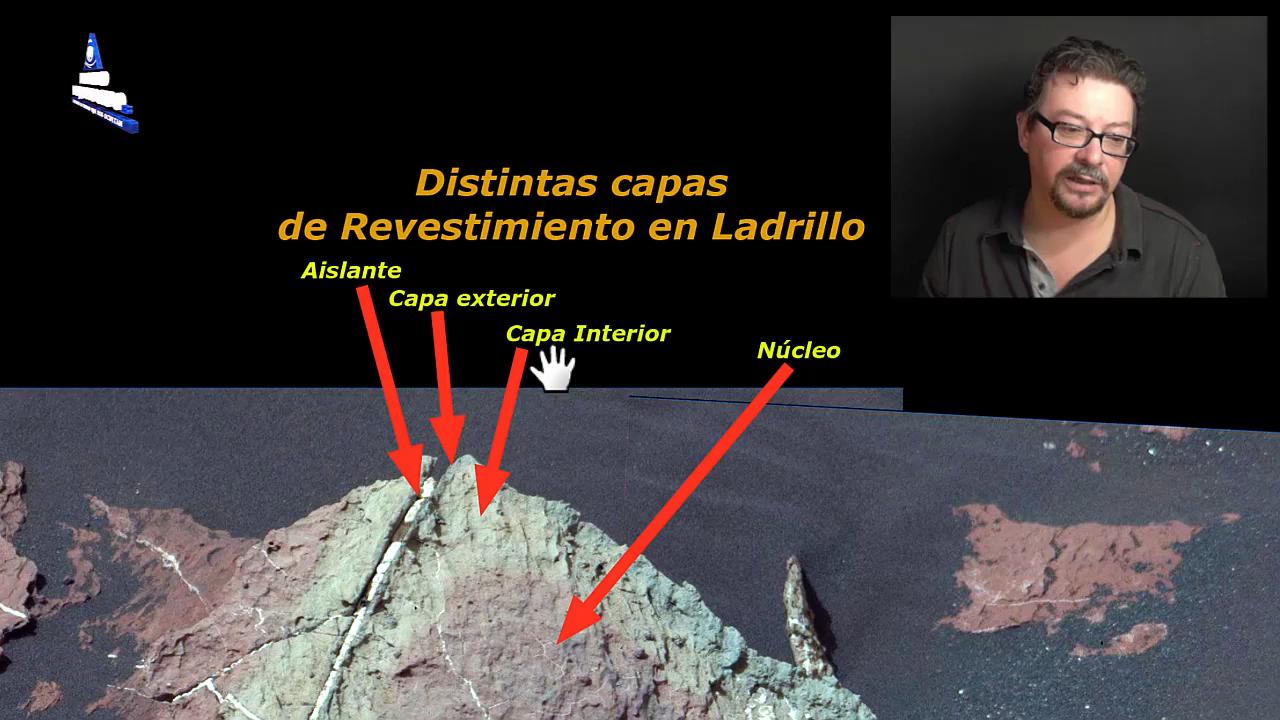 Distintas capas
de Revestimiento en Ladrillo
Aislante
Capa exterior
Capa Interior
Núcleo